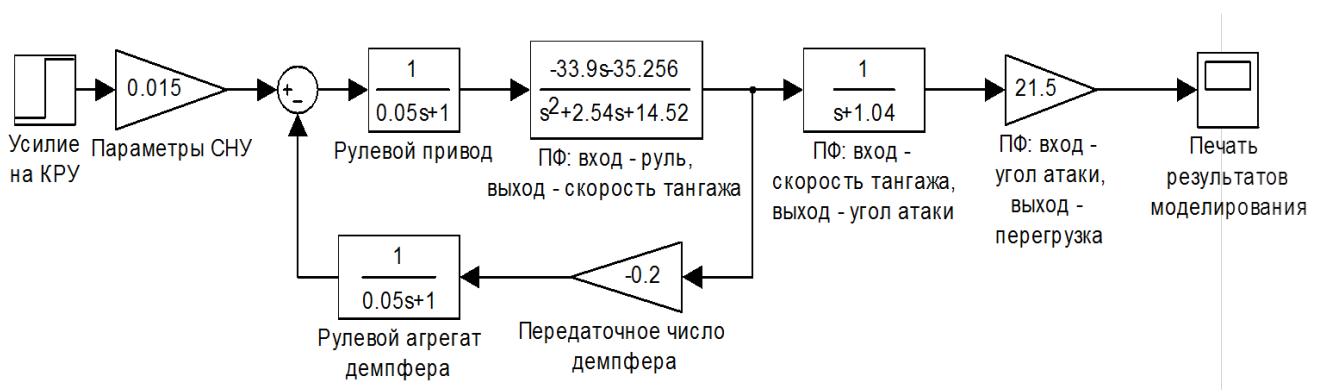 0.015
+
-
1
0.05s+1
-33.9s-35.256
s2+2.54s+14.52
1
s+1.04
21.5
Усилие
на КРУ
Параметры СНУ
Рулевой привод
ПФ: вход - руль,
выход - скорость тангажа
ПФ: вход -
скорость тангажа,
выход - угол атаки
ПФ: вход -
угол атаки,
выход -
перегрузка
Печать
результатов
моделирования
1
0.05s+1
-0.2
Рулевой агрегат
демпфера
Передаточное число
демпфера